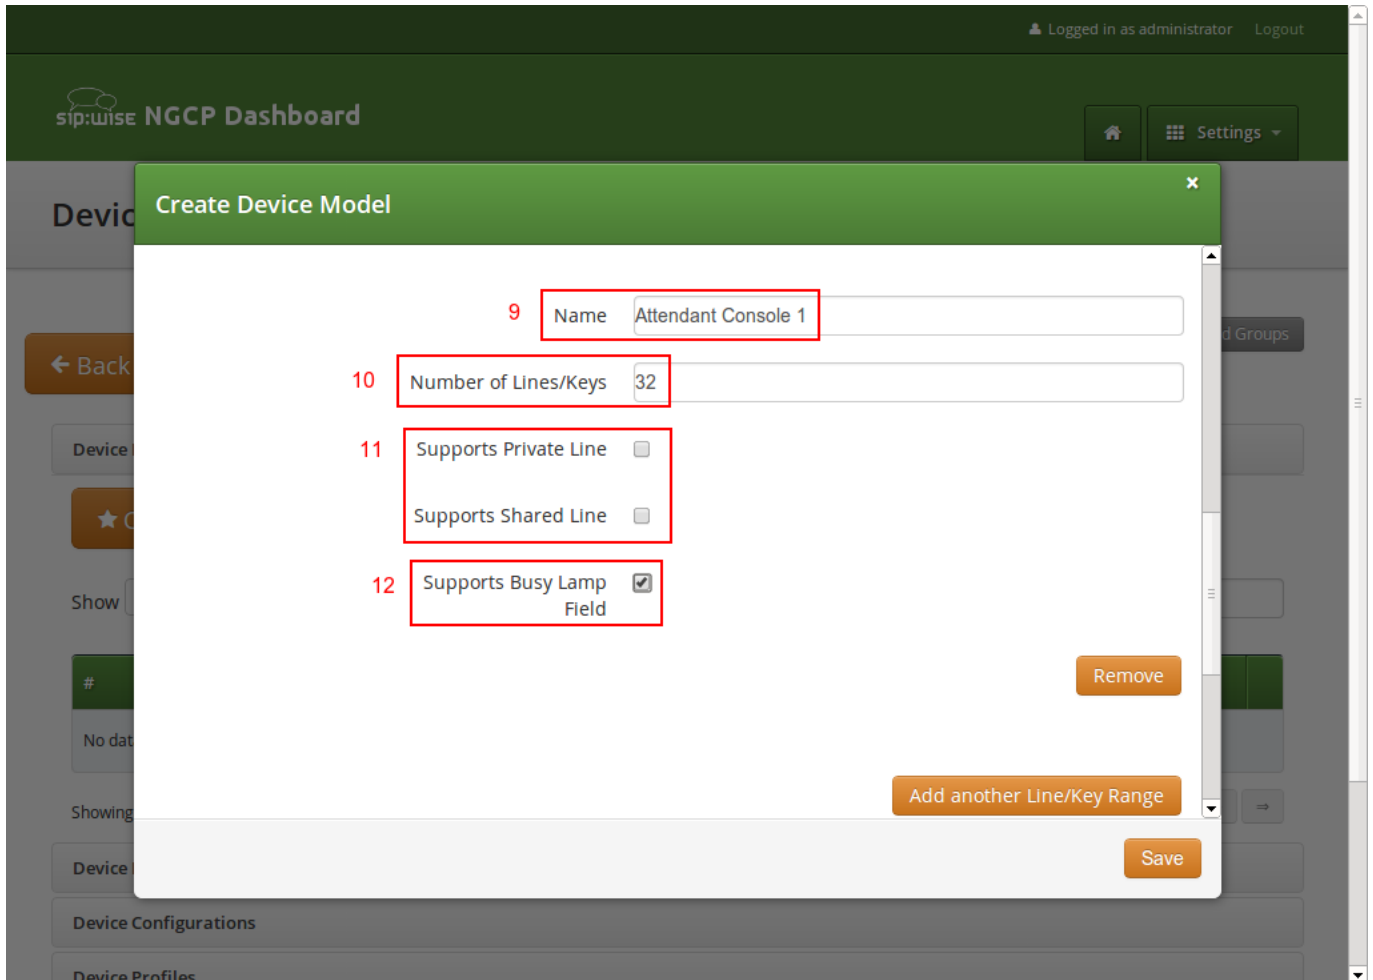 Logged in as administrator Logout
sip:wise NGCP Dashboard
Settings
Create Device Model
×
Devic
9 Name Attendant Console 1
d Groups
← Back
10 Number of Lines/Keys 32
11 Supports Private Line
Device
Supports Shared Line
12 Supports Busy Lamp
Field
Show
Remove
#
No dat
Add another Line/Key Range
Showing
⇒
Save
Device
Device Configurations
Device Profiles